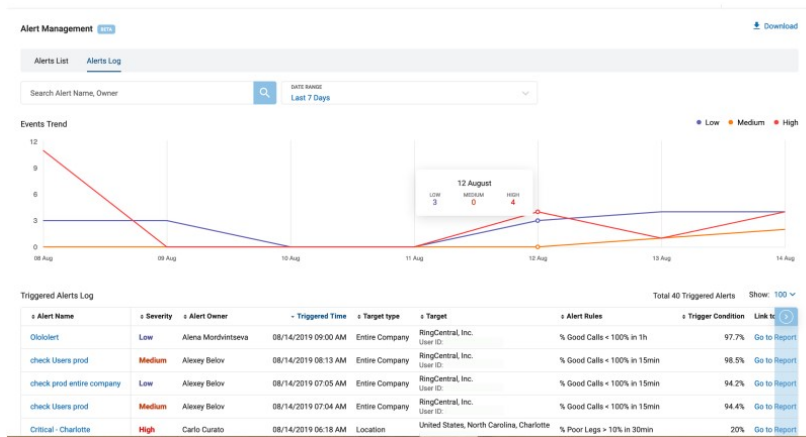 Alert Management BETA
Download
Alerts List Alerts Log
Search Alert Name, Owner
DATE RANGE
Last 7 Days
Events Trend
Low Medium High
12
9
6
3
0
12 August
LOW MEDIUM HIGH
3 0 4
08 Aug 09 Aug 10 Aug 11 Aug 12 Aug 13 Aug 14 Aug
Triggered Alerts Log
Total 40 Triggered Alerts Show: 100
Alert Name Severity Alert Owner Triggered Time Target type Target Alert Rules Trigger Condition Link to
Olololert Low Alena Mordvintseva 08/14/2019 09:00 AM Entire Company RingCentral, Inc. % Good Calls < 100% in 1h 97.7% Go to Report
User ID:
check Users prod Medium Alexey Belov 08/14/2019 08:13 AM Entire Company RingCentral, Inc. % Good Calls < 100% in 15min 98.5% Go to Report
User ID:
check prod entire company Low Alexey Belov 08/14/2019 07:05 AM Entire Company RingCentral, Inc. % Good Calls < 100% in 15min 94.2% Go to Report
User ID:
check Users prod Medium Alexey Belov 08/14/2019 07:04 AM Entire Company RingCentral, Inc. % Good Calls < 100% in 15min 94.4% Go to Report
User ID:
Critical - Charlotte High Carlo Curato 08/14/2019 06:18 AM Location United States, North Carolina, Charlotte % Poor Legs > 10% in 30min 20% Go to Report
User ID: